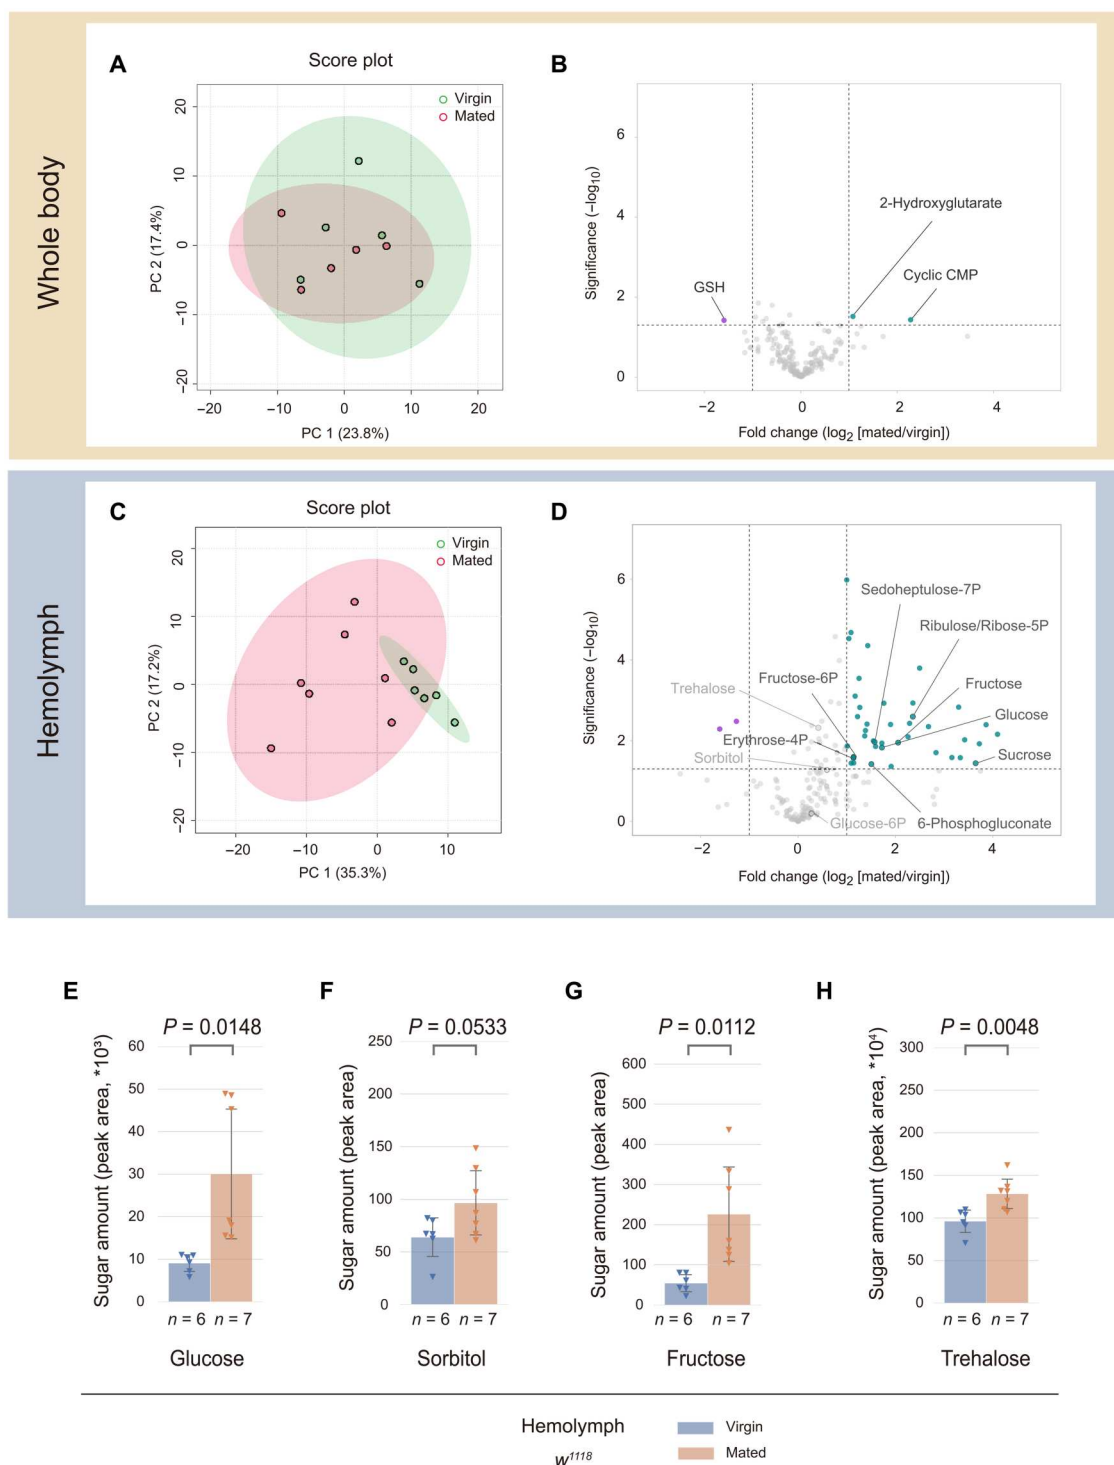 Whole body
A
Score plot
Virgin
Mated
20
10
0
−10
−20
PC 2 (17.4%)
−20
−10
0
10
20
PC 1 (23.8%)
B
6
4
2
0
Significance (−log10)
2-Hydroxyglutarate
Cyclic CMP
GSH
−2
0
2
4
Fold change (log2 [mated/virgin])
Hemolymph
C
Score plot
Virgin
Mated
20
10
0
−10
−20
PC 2 (17.2%)
−20
−10
0
10
PC 1 (35.3%)
D
6
4
2
0
Significance (−log10)
Sedoheptulose-7P
Ribulose/Ribose-5P
Fructose-6P
Trehalose
Fructose
Glucose
Erythrose-4P
Sorbitol
Sucrose
Glucose-6P
6-Phosphogluconate
−2
0
2
4
Fold change (log2 [mated/virgin])
E
P = 0.0148
Sugar amount (peak area, *10³)
60
50
40
30
20
10
0
n = 6
n = 7
Glucose
F
P = 0.0533
Sugar amount (peak area)
250
200
150
100
50
0
n = 6
n = 7
Sorbitol
G
P = 0.0112
Sugar amount (peak area)
600
500
400
300
200
100
0
n = 6
n = 7
Fructose
H
P = 0.0048
Sugar amount (peak area, *10⁴)
300
250
200
150
100
50
0
n = 6
n = 7
Trehalose
Hemolymph
w1118
Virgin
Mated